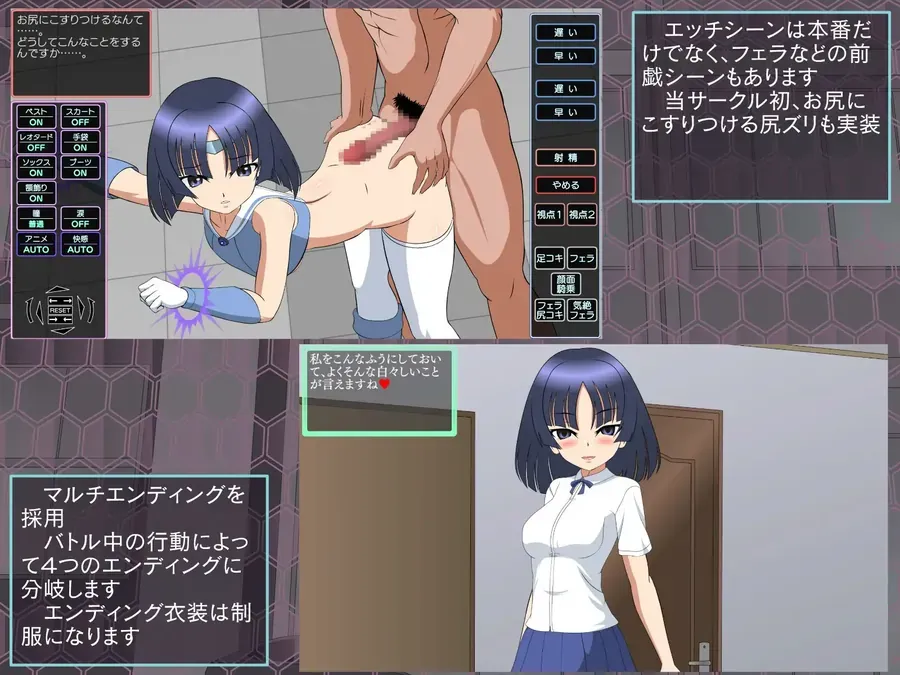 お尻にこすりつけるなんて
……。
どうしてこんなことをする
んですか……。
ベスト
ON
スカート
OFF
レオタード
OFF
手袋
ON
ソックス
ON
ブーツ
ON
額飾り
ON
瞳
普通
涙
OFF
アニメ
AUTO
快感
AUTO
RESET
遅い
早い
遅い
早い
射精
やめる
視点1
視点2
足コキ
フェラ
顔面
騎乗
フェラ
尻コキ
気絶
フェラ
エッチシーンは本番だ
けでなく、フェラなどの前
戯シーンもあります
当サークル初、お尻に
こすりつける尻ズリも実装
私をこんなふうにしておい
て、よくそんな白々しいこと
が言えますね♥
マルチエンディングを
採用
バトル中の行動によっ
て4つのエンディングに
分岐します
エンディング衣装は制
服になります